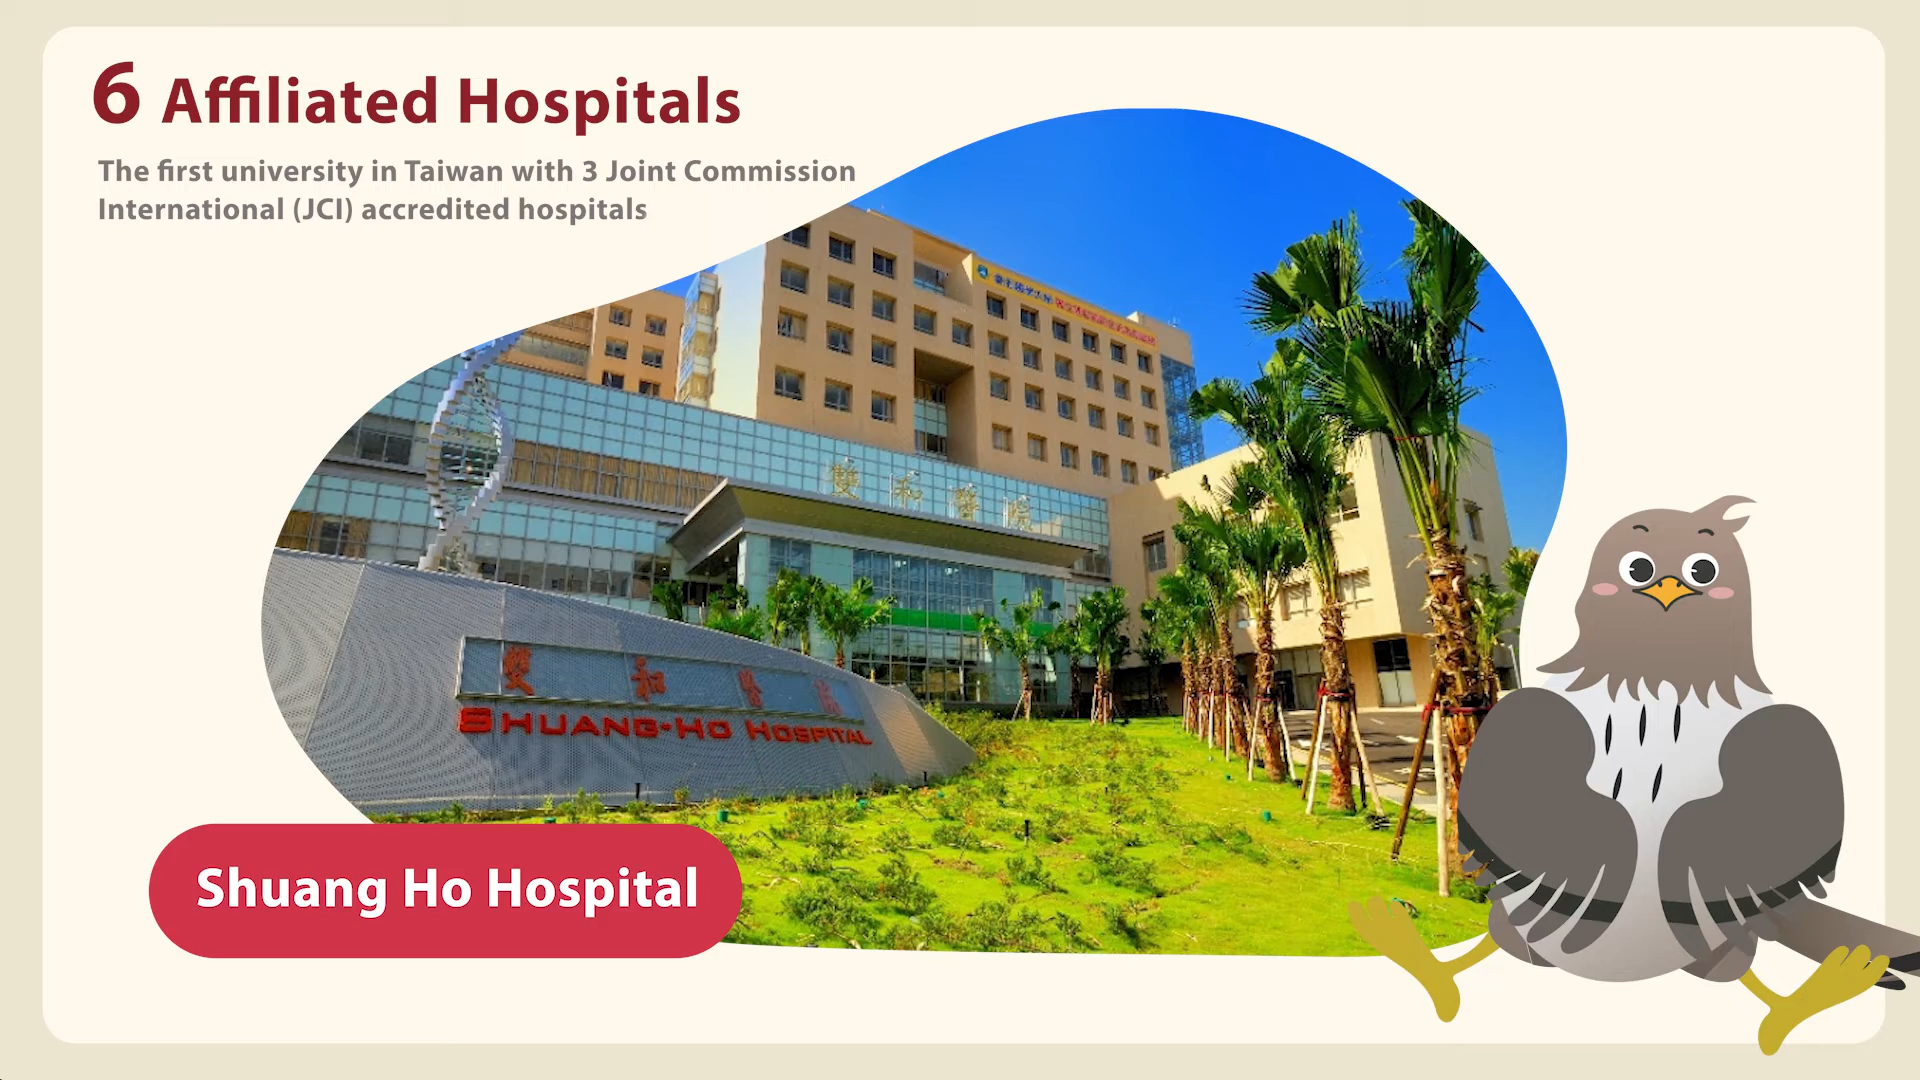 6 Affiliated Hospitals
The first university in Taiwan with 3 Joint Commission
International (JCI) accredited hospitals
雙和醫院
雙和醫院
SHUANG-HO HOSPITAL
Shuang Ho Hospital